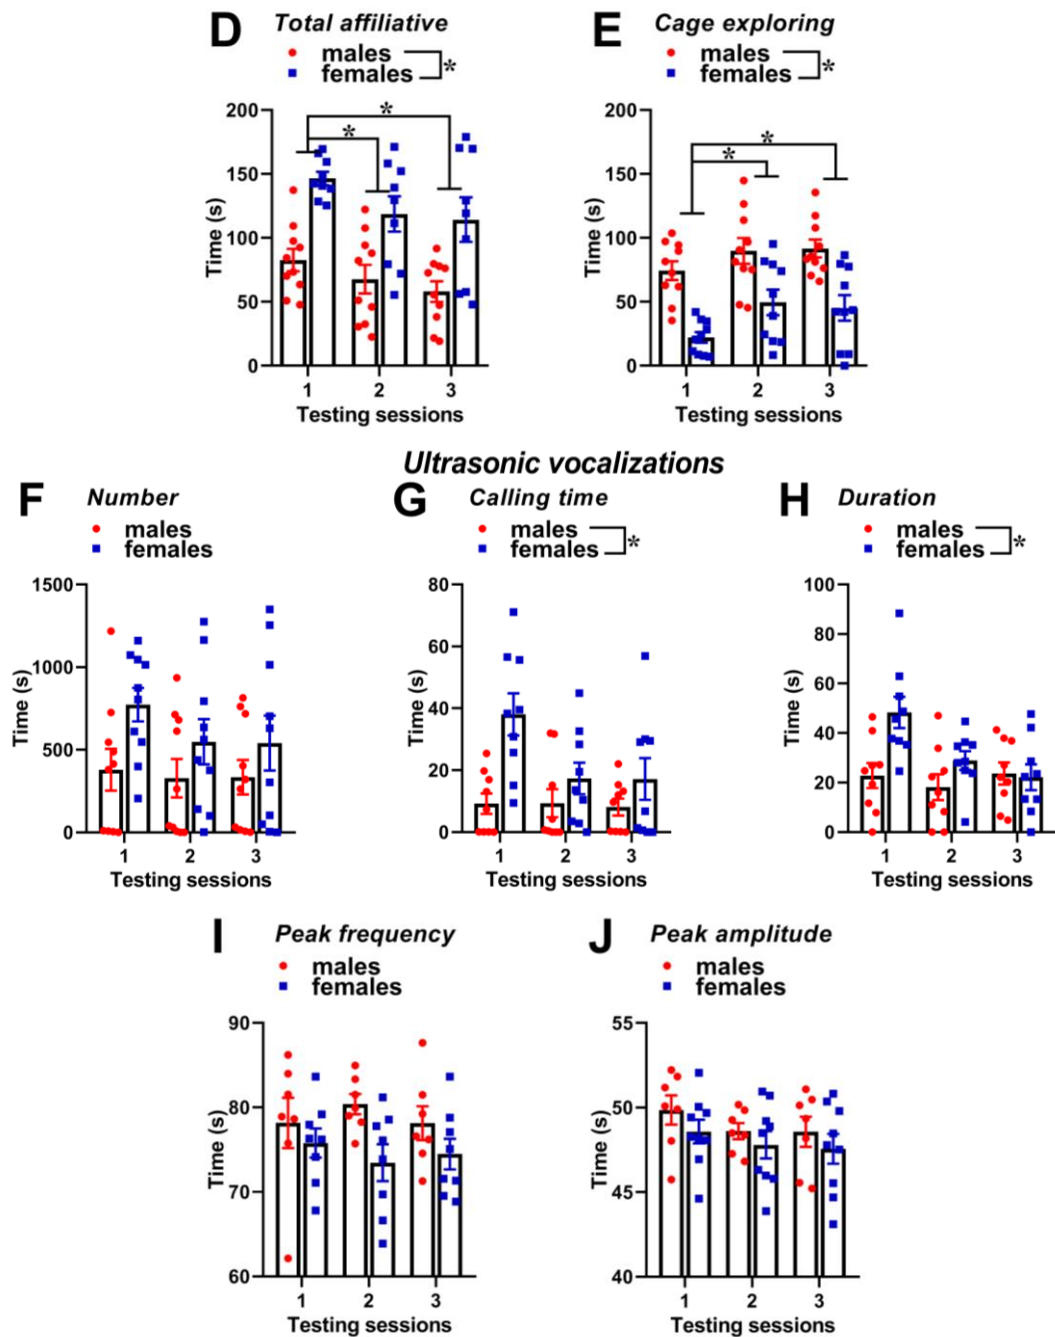 D Total affiliative
males
females
*
Time (s)
200
150
100
50
0
*
*
1 2 3
Testing sessions
E Cage exploring
males
females
*
Time (s)
200
150
100
50
0
*
*
1 2 3
Testing sessions
Ultrasonic vocalizations
F Number
males
females
Time (s)
1500
1000
500
0
1 2 3
Testing sessions
G Calling time
males
females
*
Time (s)
80
60
40
20
0
1 2 3
Testing sessions
H Duration
males
females
*
Time (s)
100
80
60
40
20
0
1 2 3
Testing sessions
I Peak frequency
males
females
Time (s)
90
80
70
60
1 2 3
Testing sessions
J Peak amplitude
males
females
Time (s)
55
50
45
40
1 2 3
Testing sessions